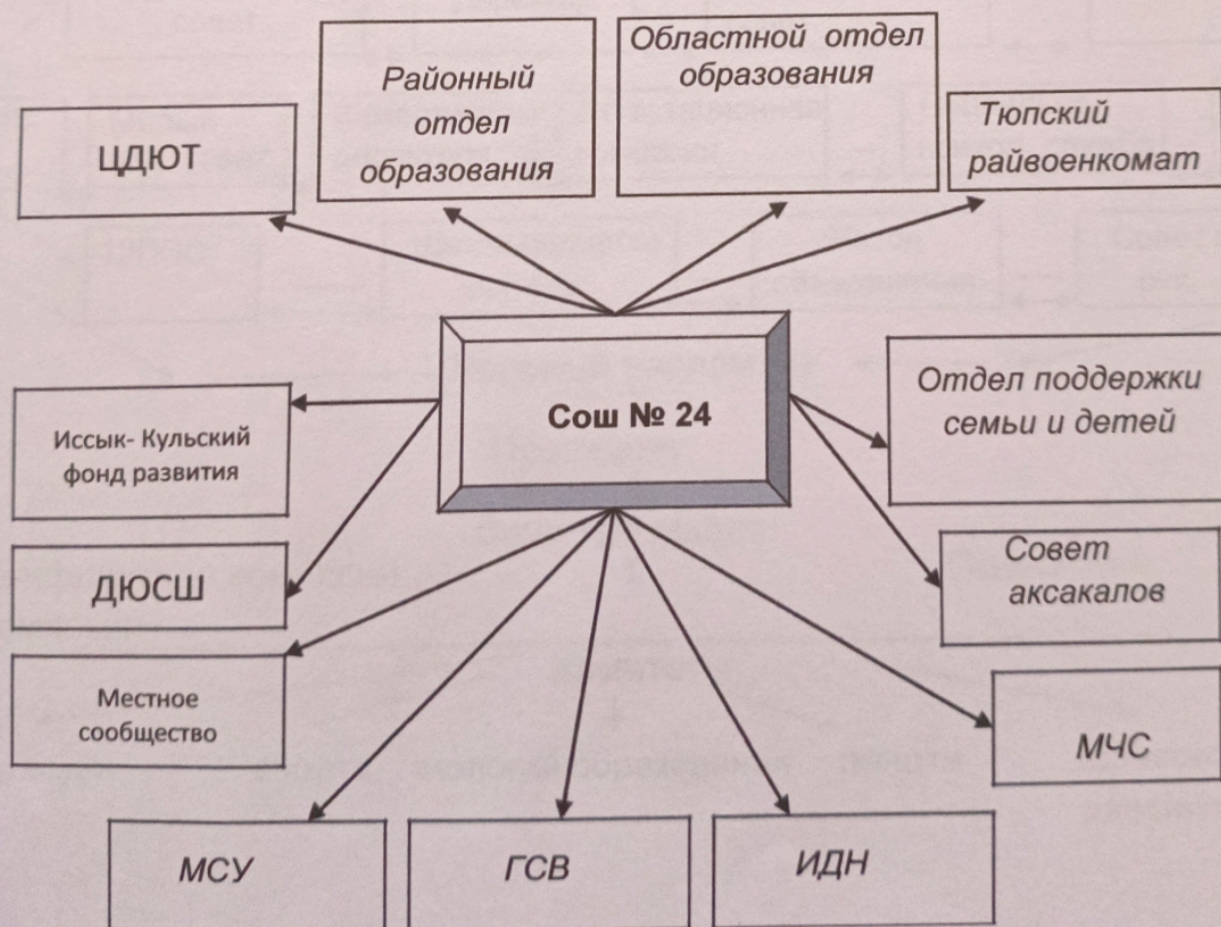 ЦДЮТ
Районный
отдел
образования
Областной отдел
образования
Тюпский
райвоенкомат
Сош № 24
Иссык- Кульский
фонд развития
Отдел поддержки
семьи и детей
ДЮСШ
Совет
аксакалов
Местное
сообщество
МЧС
МСУ
ГСВ
ИДН